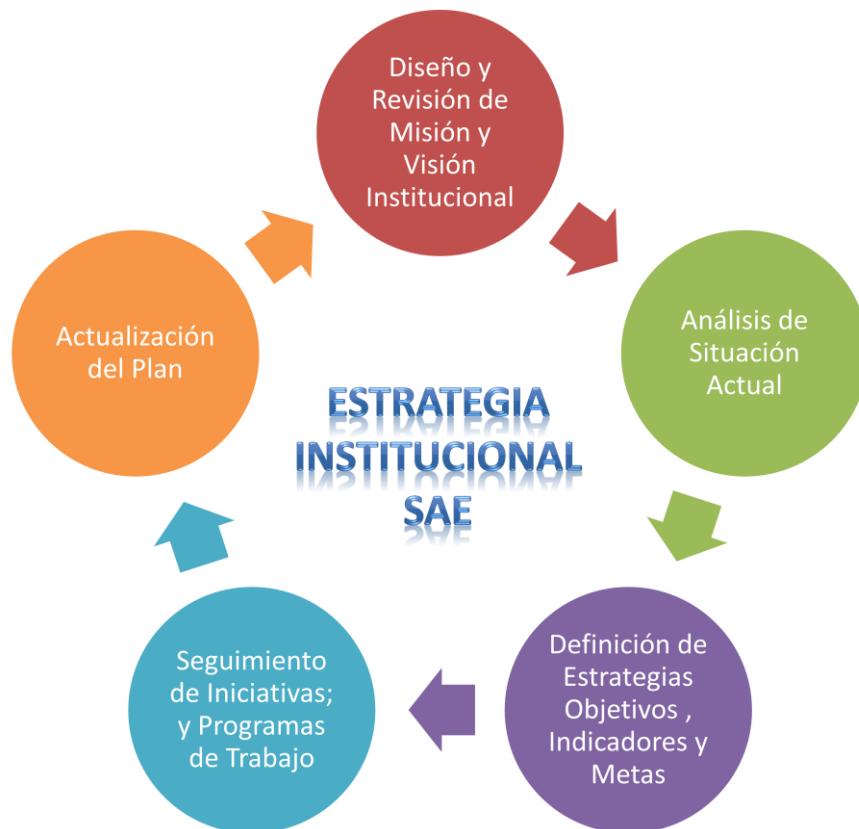 Diseño y
Revisión de
Misión y
Visión
Institucional
Análisis de
Situación
Actual
Definición de
Estrategias
Objetivos ,
Indicadores y
Metas
Seguimiento
de Iniciativas;
y Programas
de Trabajo
Actualización
del Plan
ESTRATEGIA
INSTITUCIONAL
SAE